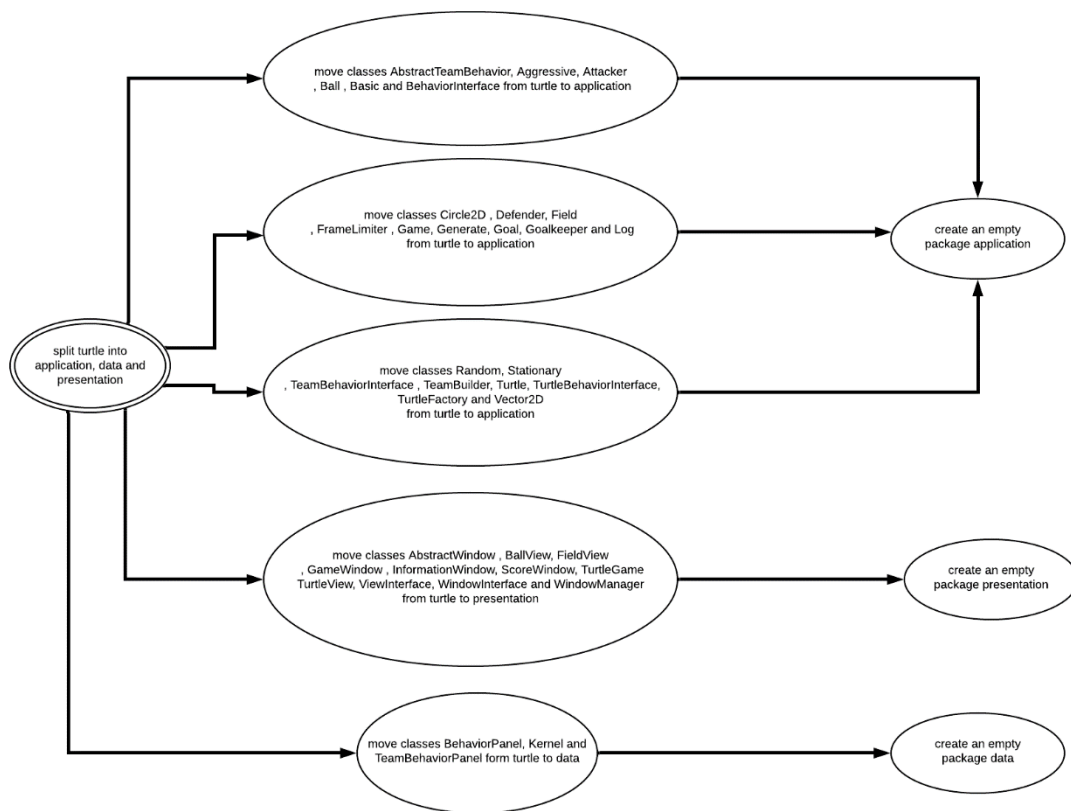 move classes AbstractTeamBehavior, Aggressive, Attacker
, Ball , Basic and BehaviorInterface from turtle to application
move classes Circle2D , Defender, Field
, FrameLimiter , Game, Generate, Goal, Goalkeeper and Log
from turtle to application
create an empty
package application
split turtle into
application, data and
presentation
move classes Random, Stationary
, TeamBehaviorInterface , TeamBuilder, Turtle, TurtleBehaviorInterface,
TurtleFactory and Vector2D
from turtle to application
move classes AbstractWindow , BallView, FieldView
, GameWindow , InformationWindow, ScoreWindow, TurtleGame
TurtleView, ViewInterface, WindowInterface and WindowManager
from turtle to presentation
create an empty
package presentation
move classes BehaviorPanel, Kernel and
TeamBehaviorPanel form turtle to data
create an empty
package data